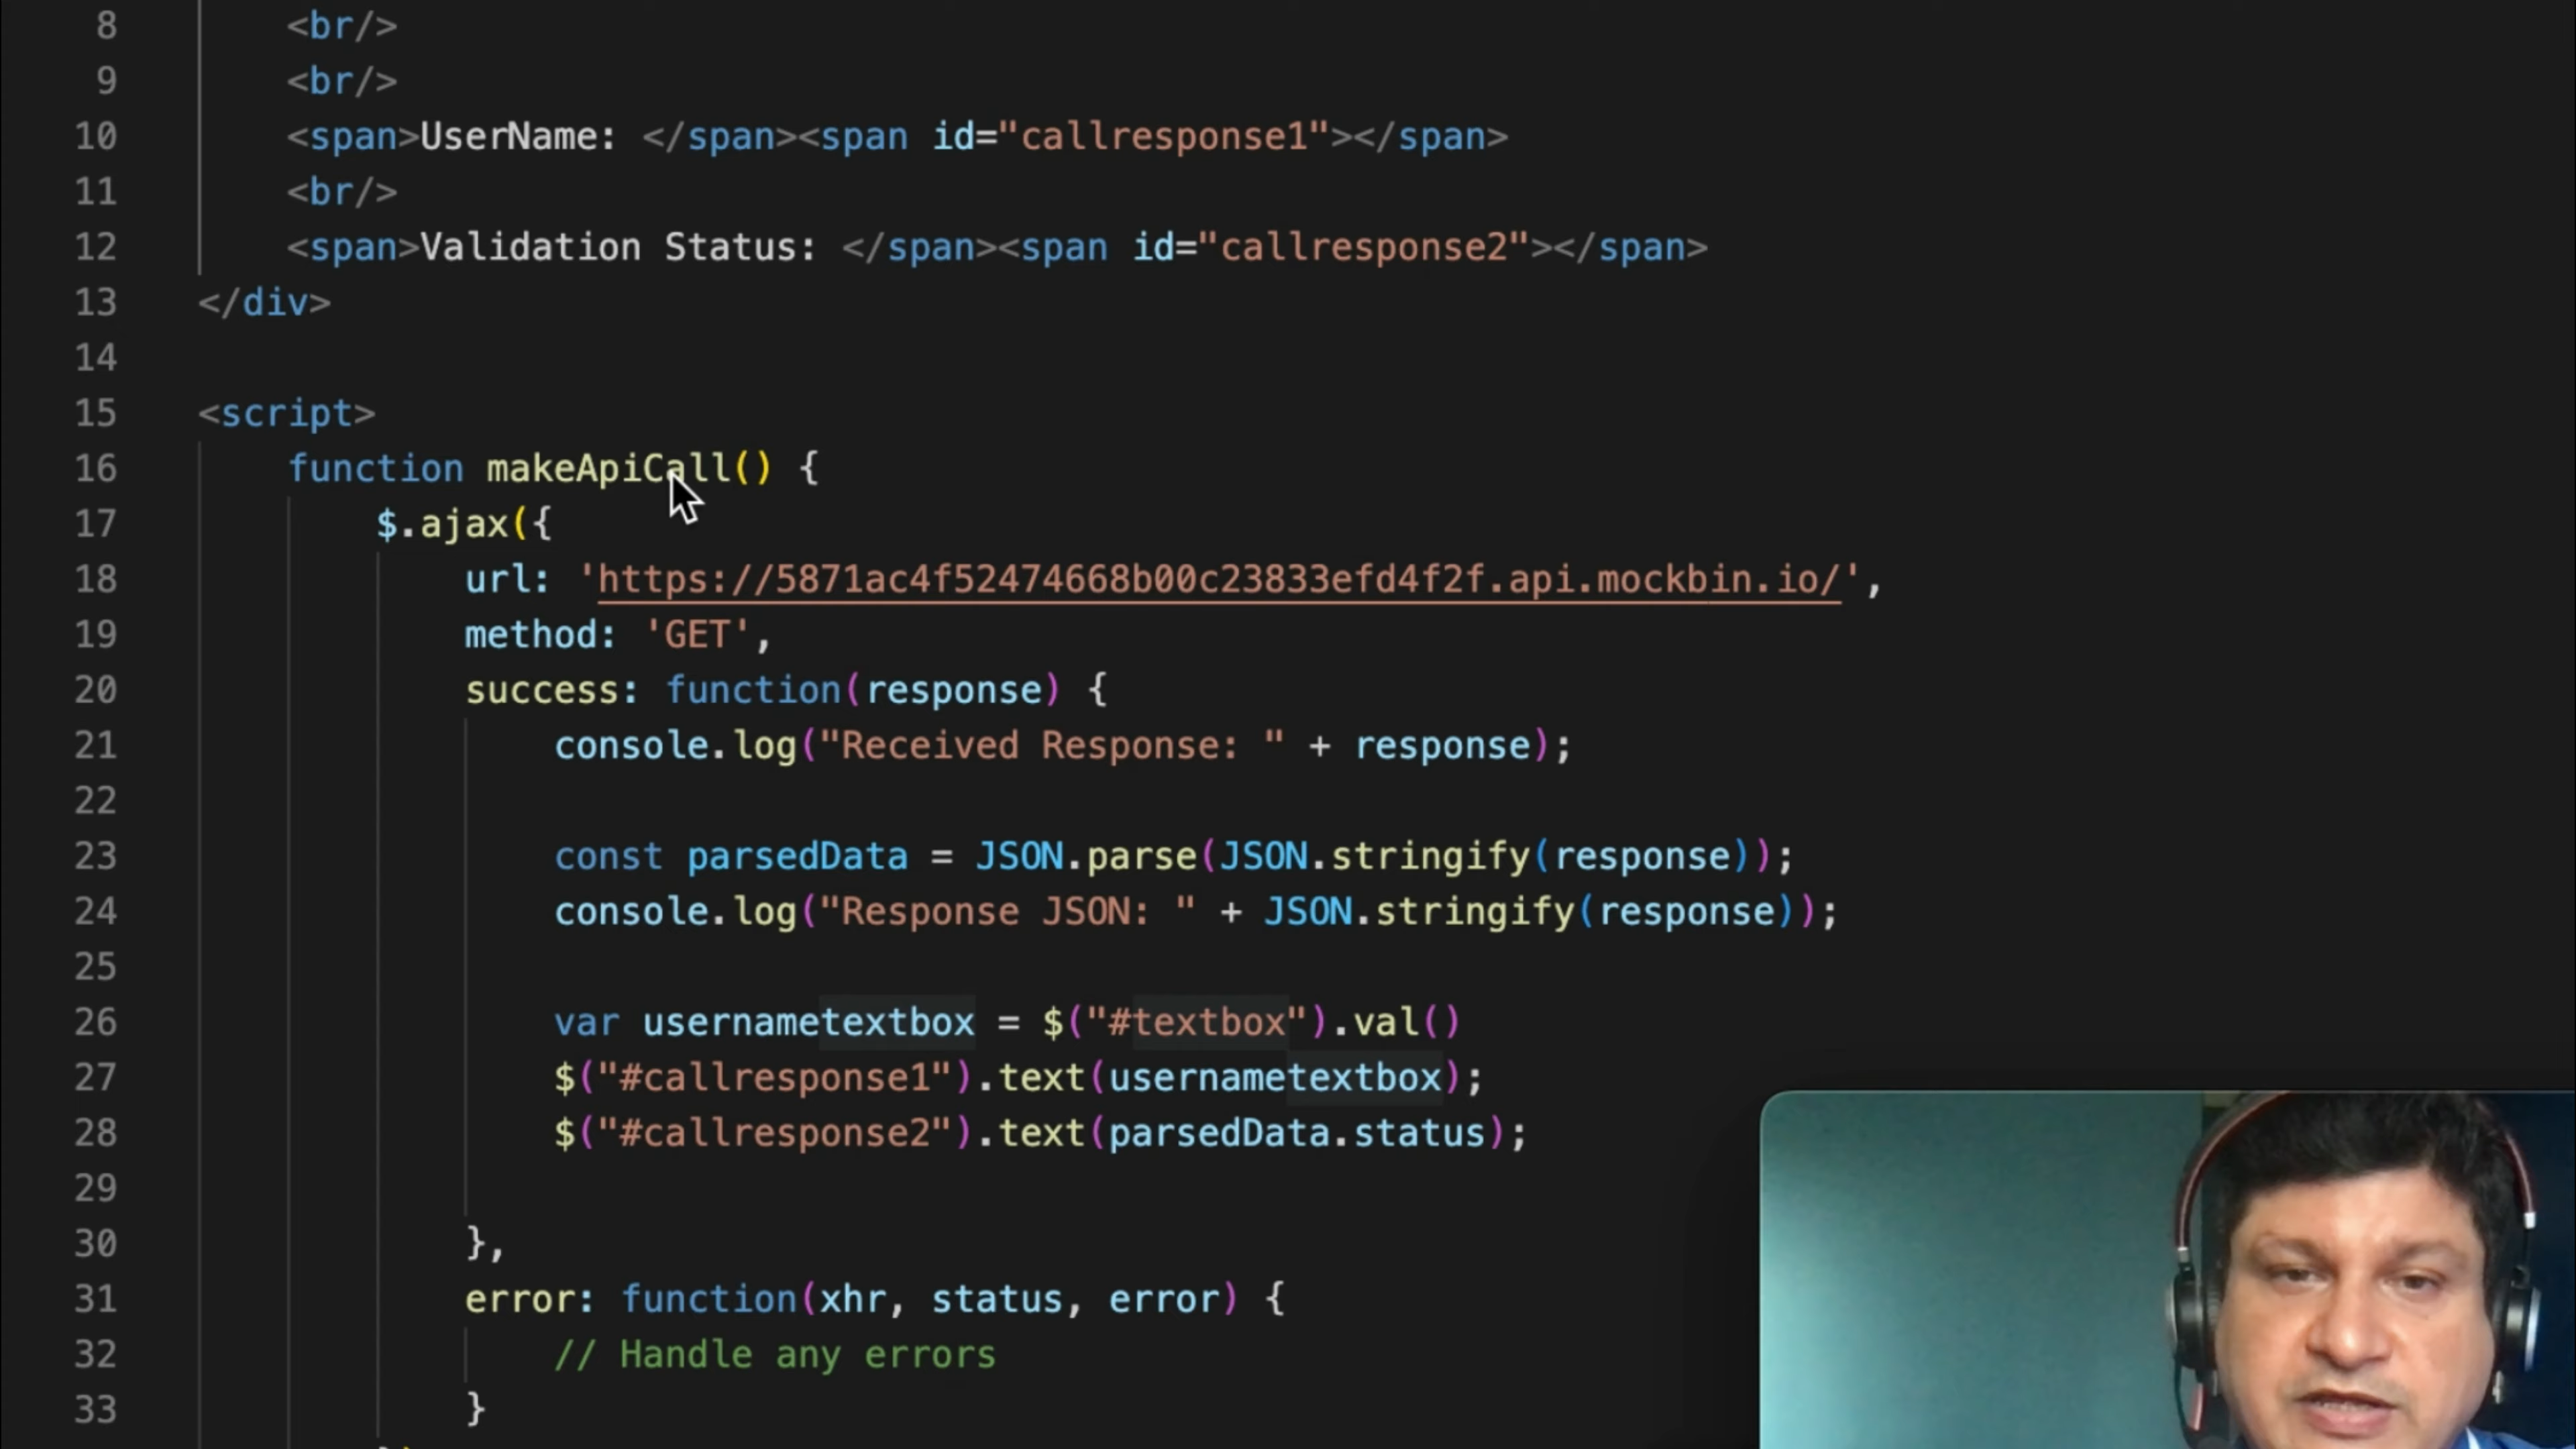 8 <br/>
9 <br/>
10 <span>UserName: </span><span id="callresponse1"></span>
11 <br/>
12 <span>Validation Status: </span><span id="callresponse2"></span>
13 </div>
14
15 <script>
16 function makeApiCall() {
17 $.ajax({
18 url: 'https://5871ac4f52474668b00c23833efd4f2f.api.mockbin.io/',
19 method: 'GET',
20 success: function(response) {
21 console.log("Received Response: " + response);
22
23 const parsedData = JSON.parse(JSON.stringify(response));
24 console.log("Response JSON: " + JSON.stringify(response));
25
26 var usernametextbox = $("#textbox").val()
27 $("#callresponse1").text(usernametextbox);
28 $("#callresponse2").text(parsedData.status);
29
30 },
31 error: function(xhr, status, error) {
32 // Handle any errors
33 }